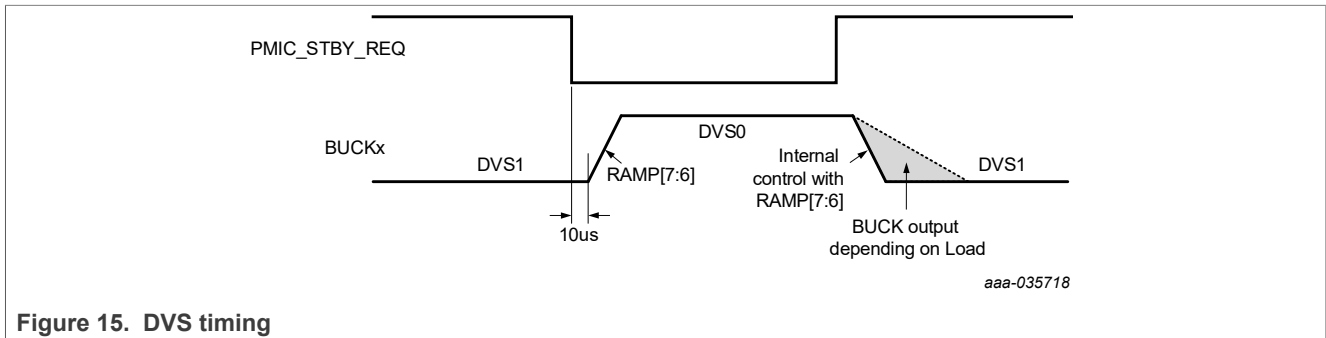 PMIC_STBY_REQ
BUCKx
DVS1
RAMP[7:6]
DVS0
Internal
control with
RAMP[7:6]
DVS1
10us
BUCK output
depending on Load
aaa-035718
Figure 15. DVS timing